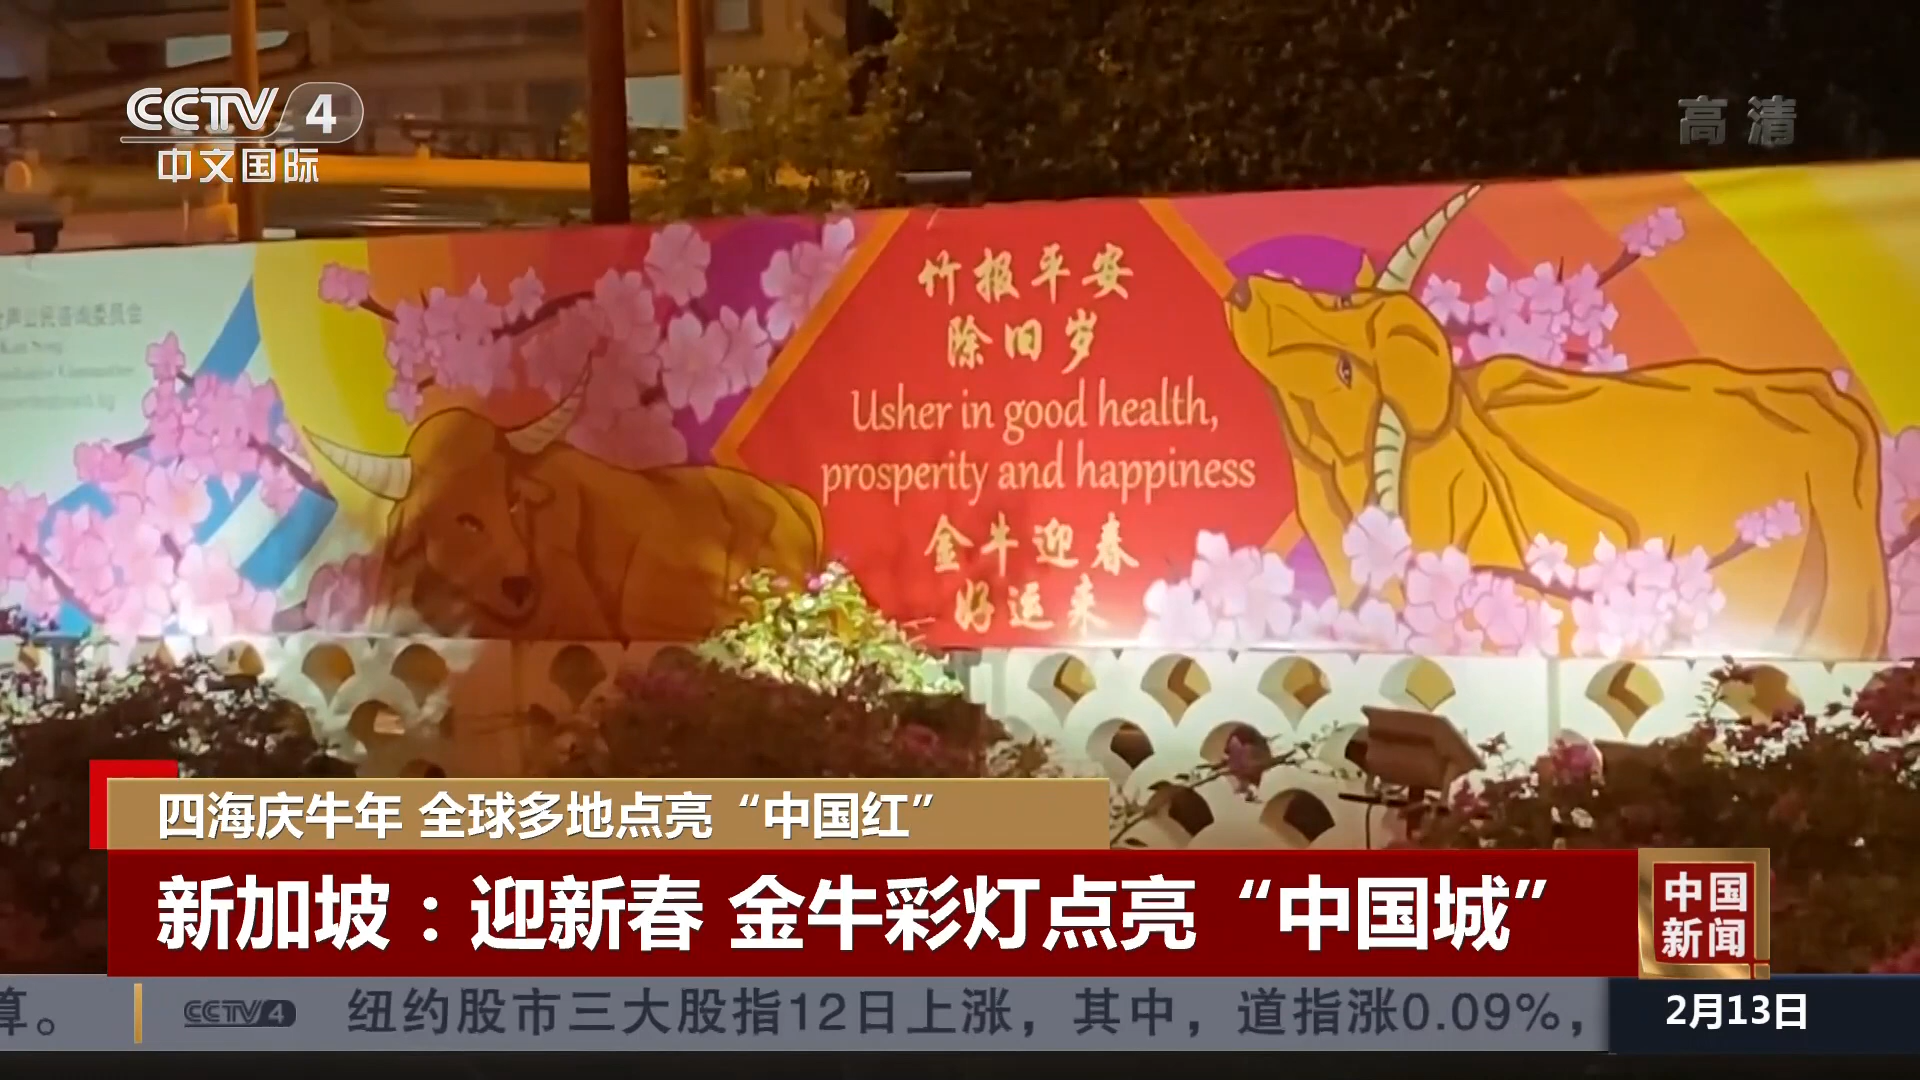 CCTV 4
中文国际
高清
竹报平安
除旧岁
Usher in good health,
prosperity and happiness
金牛迎春
好运来
四海庆牛年 全球多地点亮“中国红”
新加坡：迎新春 金牛彩灯点亮“中国城”
中国
新闻
算。 CCTV 4 纽约股市三大股指12日上涨，其中，道指涨0.09%，
2月13日